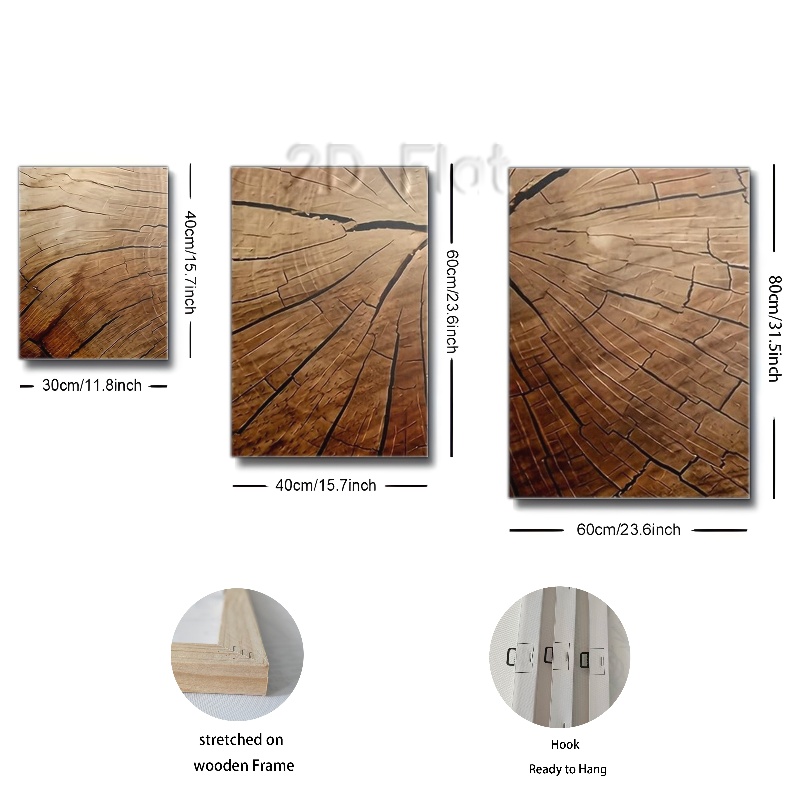 2D Flat
40cm/15.7inch
30cm/11.8inch
60cm/23.6inch
40cm/15.7inch
80cm/31.5inch
60cm/23.6inch
stretched on
wooden Frame
Hook
Ready to Hang